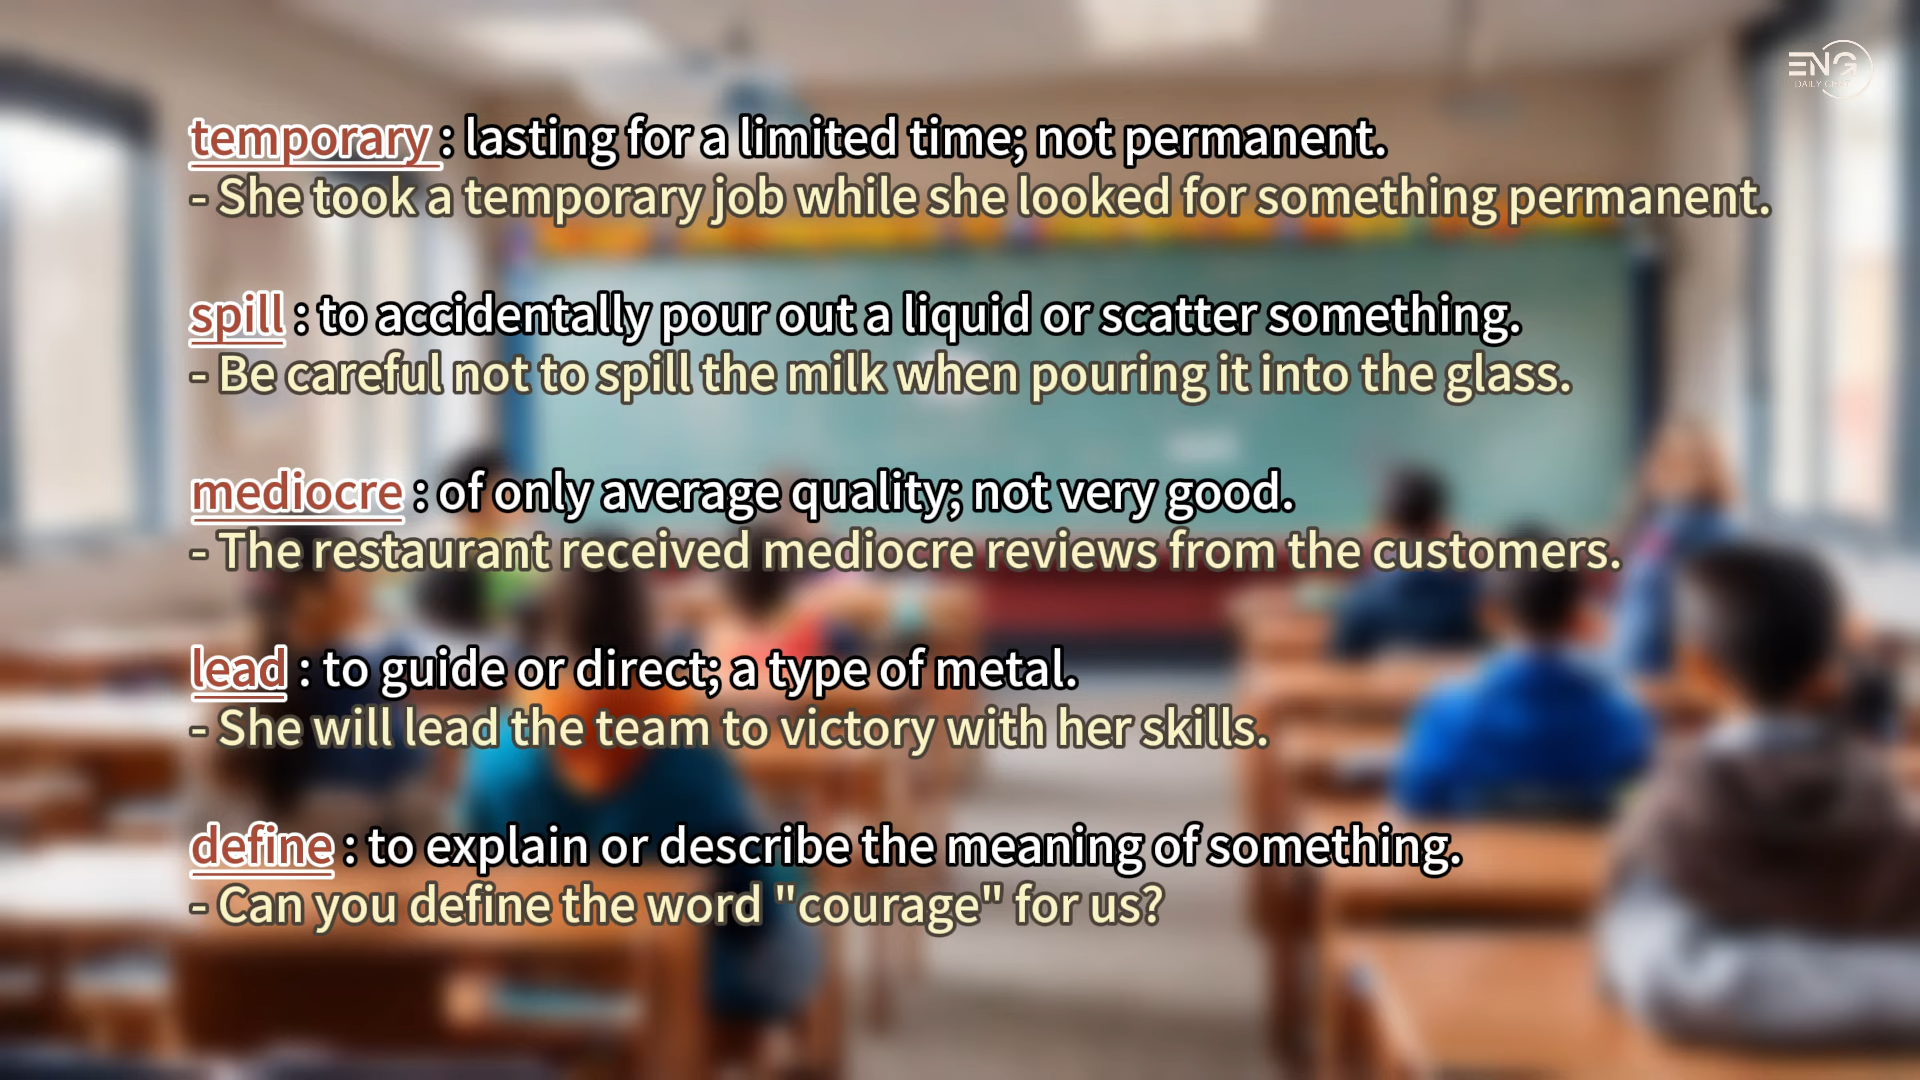 ENG
temporary : lasting for a limited time; not permanent.
- She took a temporary job while she looked for something permanent.
spill : to accidentally pour out a liquid or scatter something.
- Be careful not to spill the milk when pouring it into the glass.
mediocre : of only average quality; not very good.
- The restaurant received mediocre reviews from the customers.
lead : to guide or direct; a type of metal.
- She will lead the team to victory with her skills.
define : to explain or describe the meaning of something.
- Can you define the word "courage" for us?